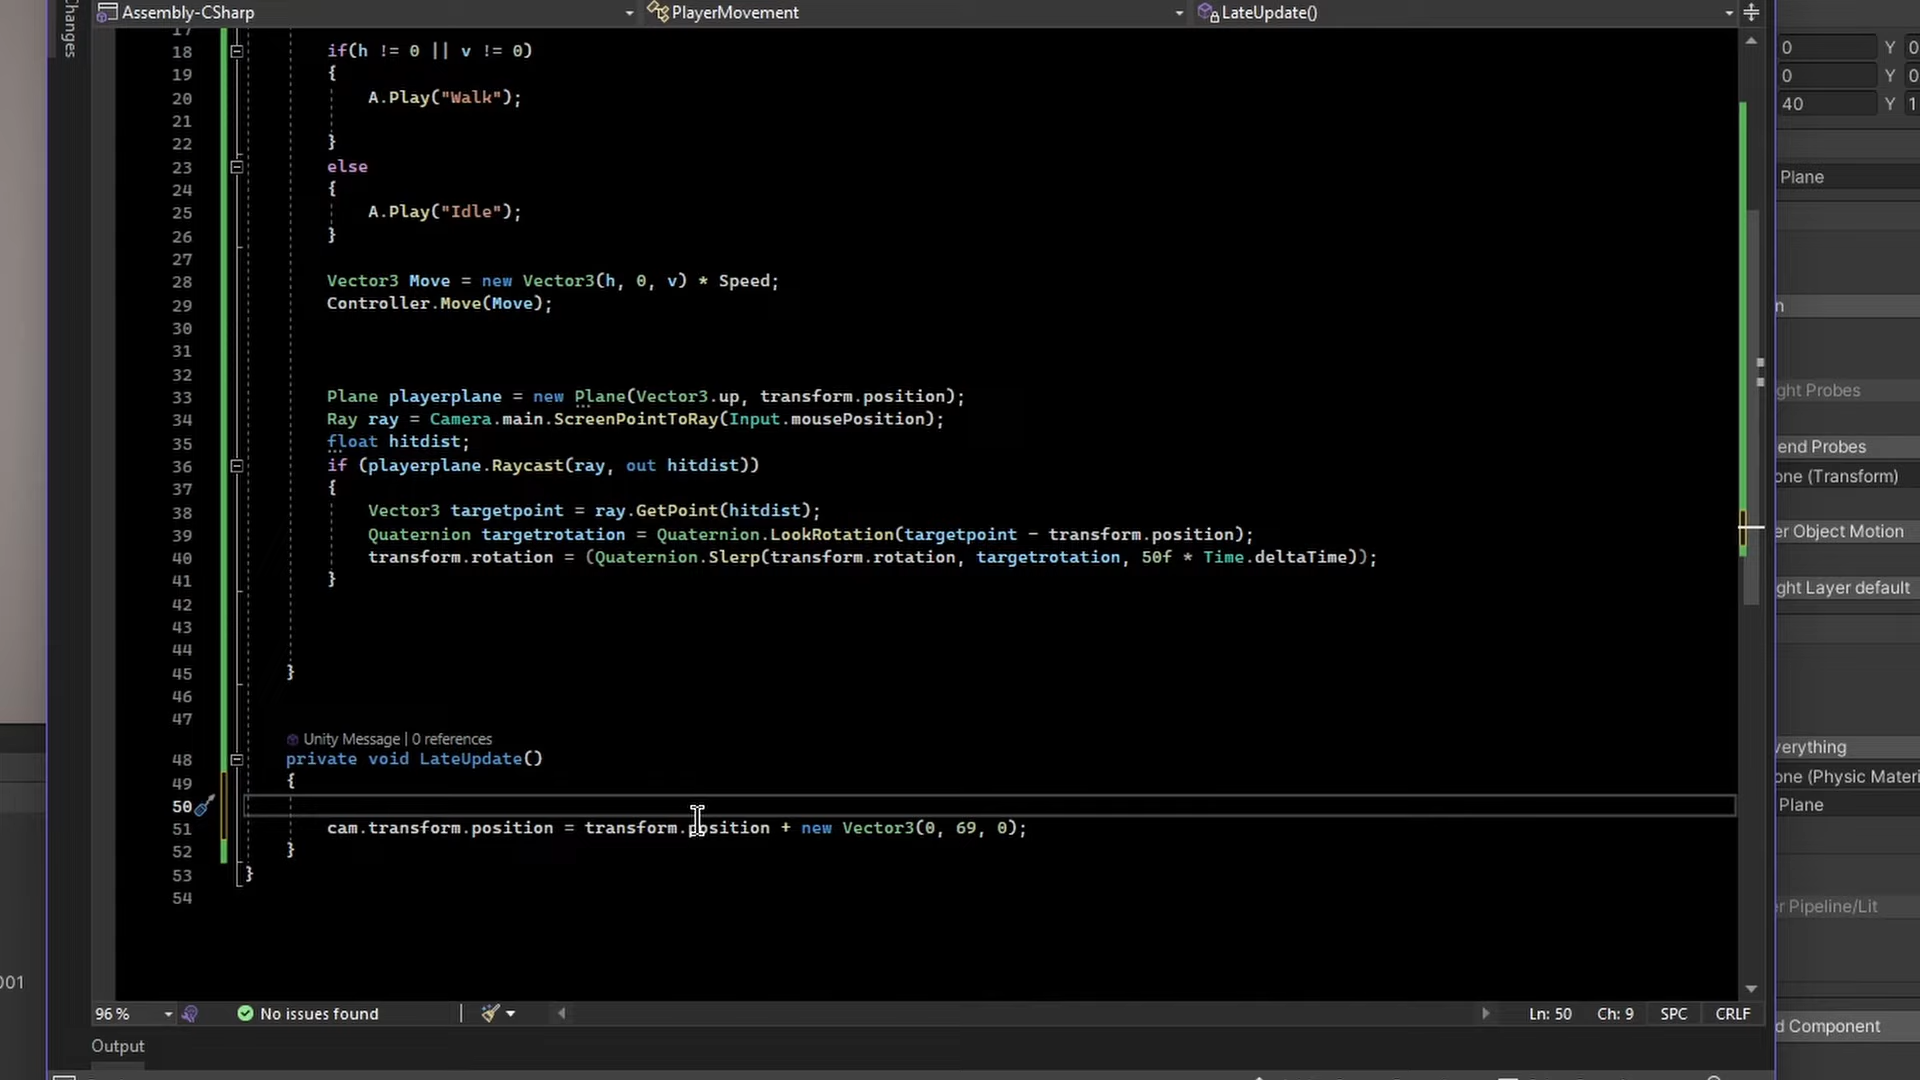 Changes
Assembly-CSharp
PlayerMovement
LateUpdate()
17
18 if(h != 0 || v != 0)
19 {
20 A.Play("Walk");
21
22 }
23 else
24 {
25 A.Play("Idle");
26 }
27
28 Vector3 Move = new Vector3(h, 0, v) * Speed;
29 Controller.Move(Move);
30
31
32
33 Plane playerplane = new Plane(Vector3.up, transform.position);
34 Ray ray = Camera.main.ScreenPointToRay(Input.mousePosition);
35 float hitdist;
36 if (playerplane.Raycast(ray, out hitdist))
37 {
38 Vector3 targetpoint = ray.GetPoint(hitdist);
39 Quaternion targetrotation = Quaternion.LookRotation(targetpoint - transform.position);
40 transform.rotation = (Quaternion.Slerp(transform.rotation, targetrotation, 50f * Time.deltaTime));
41 }
42
43
44
45 }
46
47
Unity Message | 0 references
48 private void LateUpdate()
49 {
50
51 cam.transform.position = transform.position + new Vector3(0, 69, 0);
52 }
53 }
54
96 %
No issues found
Ln: 50 Ch: 9 SPC CRLF
Output
001
0 Y 0
0 Y 0
40 Y 1
Plane
n
ght Probes
end Probes
one (Transform)
er Object Motion
ght Layer default
verything
one (Physic Materi
Plane
r Pipeline/Lit
d Component